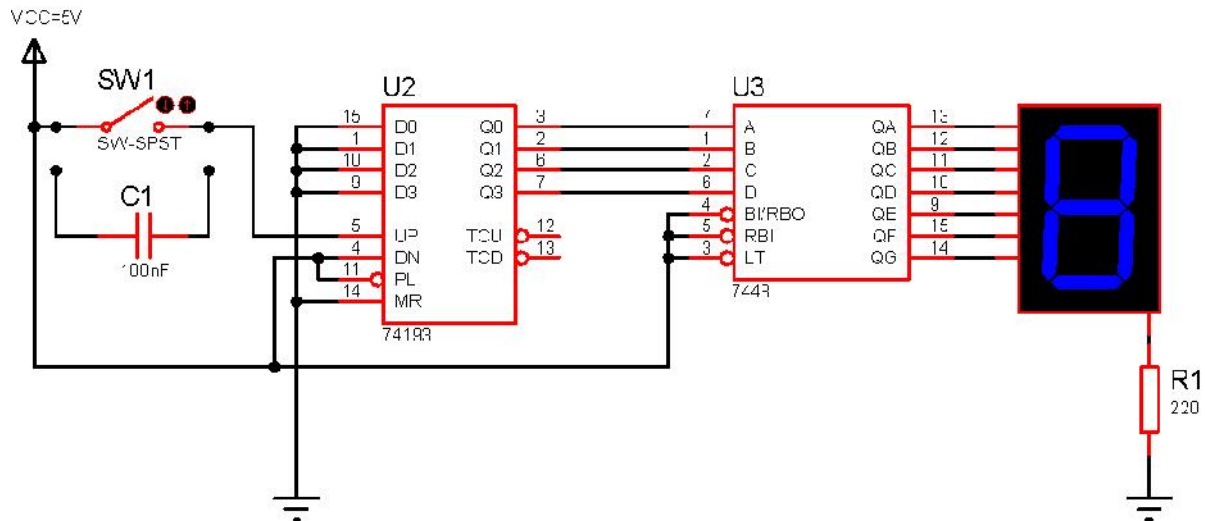 VCC=5V
SW1
SW-SPST
C1
100nF
U2
15 D0 Q0 3
1 D1 Q1 2
10 D2 Q2 6
9 D3 Q3 7
5 UP TCU 12
4 DN TCD 13
11 PL
14 MR
74193
U3
7 A QA 13
1 B QB 12
2 C QC 11
6 D QD 10
4 BI/RBO QE 9
5 RBI QF 15
3 LT QG 14
7448
R1
220